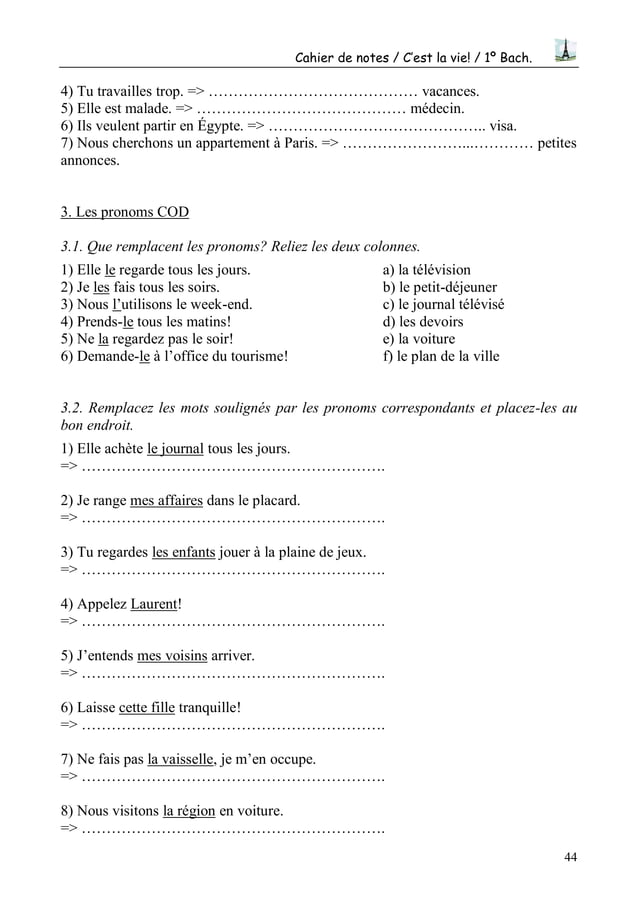 Cahier de notes / C'est la vie! / 1º Bach.
4) Tu travailles trop. => …………………………………… vacances.
5) Elle est malade. => …………………………………… médecin.
6) Ils veulent partir en Égypte. => …………………………………….. visa.
7) Nous cherchons un appartement à Paris. => ……………………...………… petites
annonces.
3. Les pronoms COD
3.1. Que remplacent les pronoms? Reliez les deux colonnes.
1) Elle le regarde tous les jours. a) la télévision
2) Je les fais tous les soirs. b) le petit-déjeuner
3) Nous l'utilisons le week-end. c) le journal télévisé
4) Prends-le tous les matins! d) les devoirs
5) Ne la regardez pas le soir! e) la voiture
6) Demande-le à l'office du tourisme! f) le plan de la ville
3.2. Remplacez les mots soulignés par les pronoms correspondants et placez-les au
bon endroit.
1) Elle achète le journal tous les jours.
=> …………………………………………………….
2) Je range mes affaires dans le placard.
=> …………………………………………………….
3) Tu regardes les enfants jouer à la plaine de jeux.
=> …………………………………………………….
4) Appelez Laurent!
=> …………………………………………………….
5) J'entends mes voisins arriver.
=> …………………………………………………….
6) Laisse cette fille tranquille!
=> …………………………………………………….
7) Ne fais pas la vaisselle, je m'en occupe.
=> …………………………………………………….
8) Nous visitons la région en voiture.
=> …………………………………………………….
44